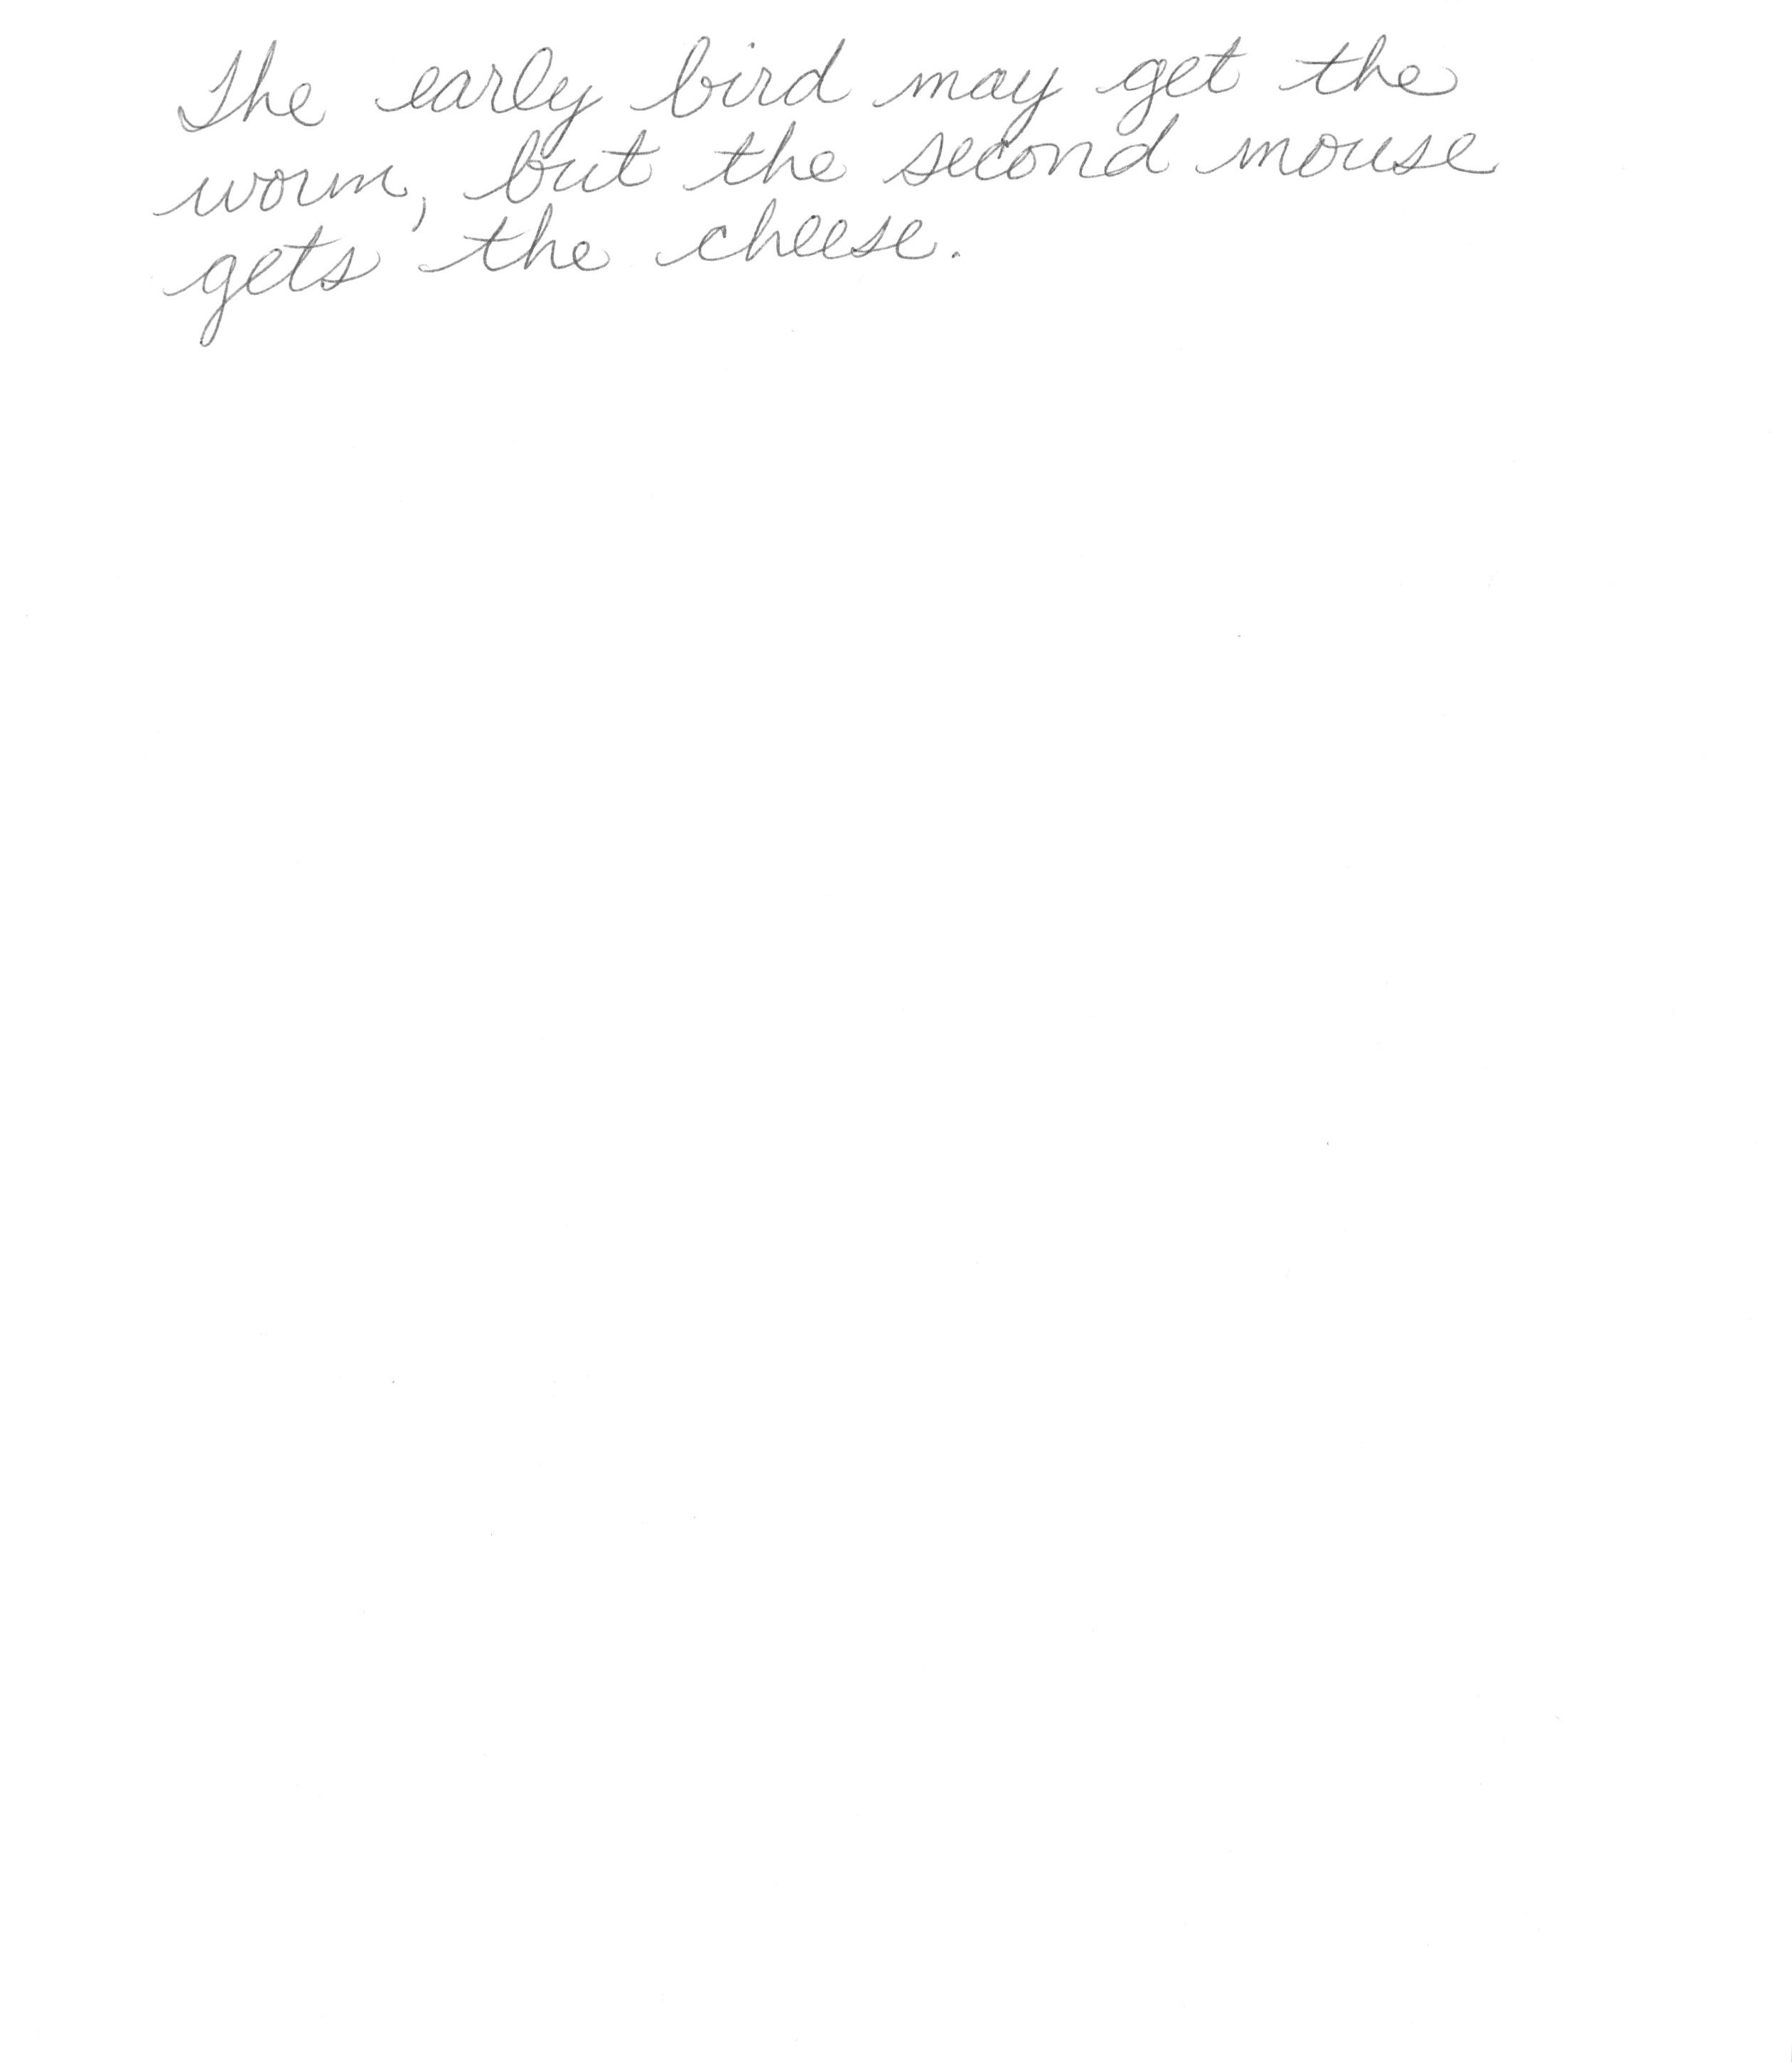 The early bird may get the
worm, but the second mouse
gets the cheese.